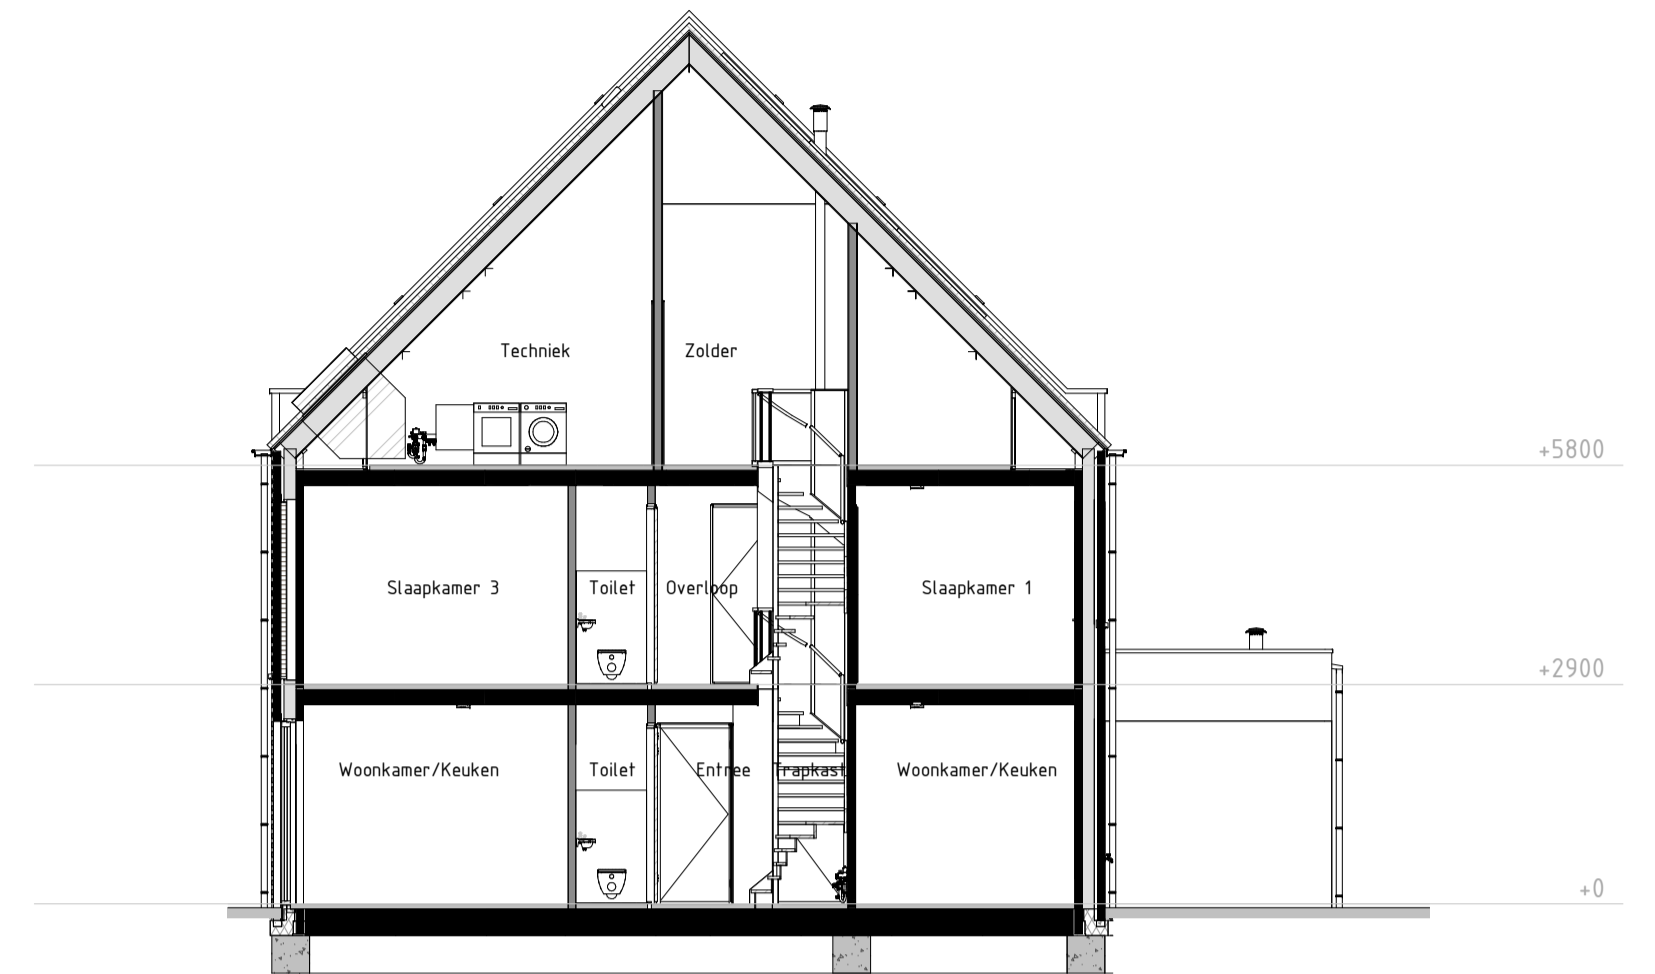 Techniek
Zolder
+5800
Slaapkamer 3
Toilet
Overloop
Slaapkamer 1
+2900
Woonkamer/Keuken
Toilet
Entree
Trapkast
Woonkamer/Keuken
+0